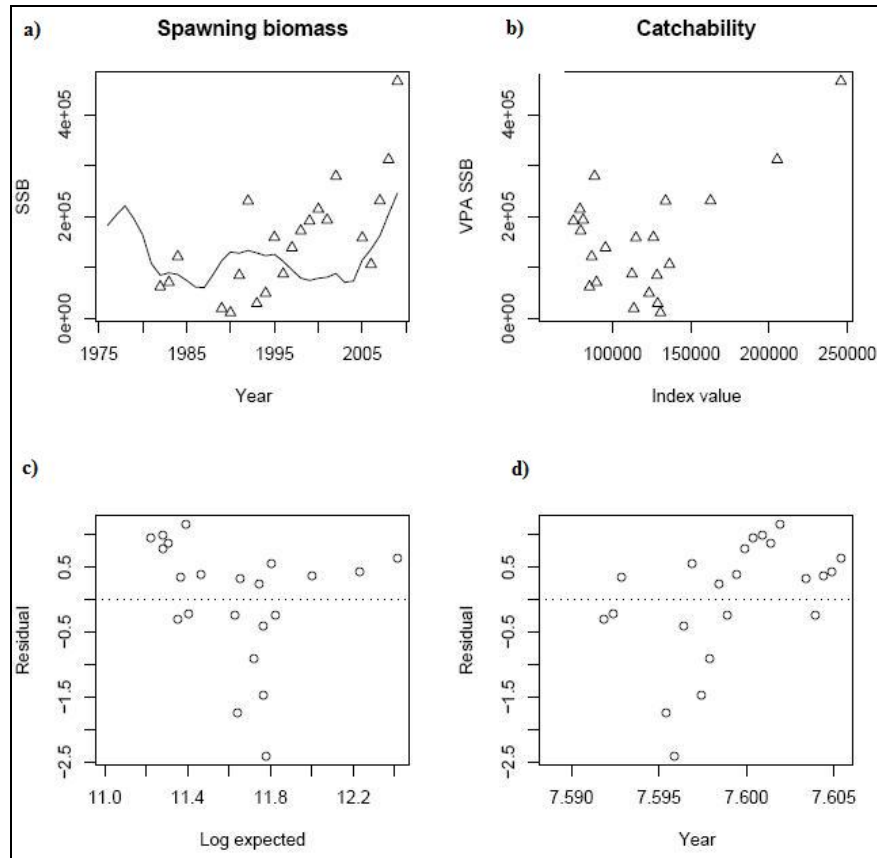 a) Spawning biomass
SSB
0e+00 2e+05 4e+05
1975 1985 1995 2005
Year
b) Catchability
VPA SSB
0e+00 2e+05 4e+05
100000 150000 200000 250000
Index value
c)
Residual
-2.5 -1.5 -0.5 0.5
11.0 11.4 11.8 12.2
Log expected
d)
Residual
-2.5 -1.5 -0.5 0.5
7.590 7.595 7.600 7.605
Year